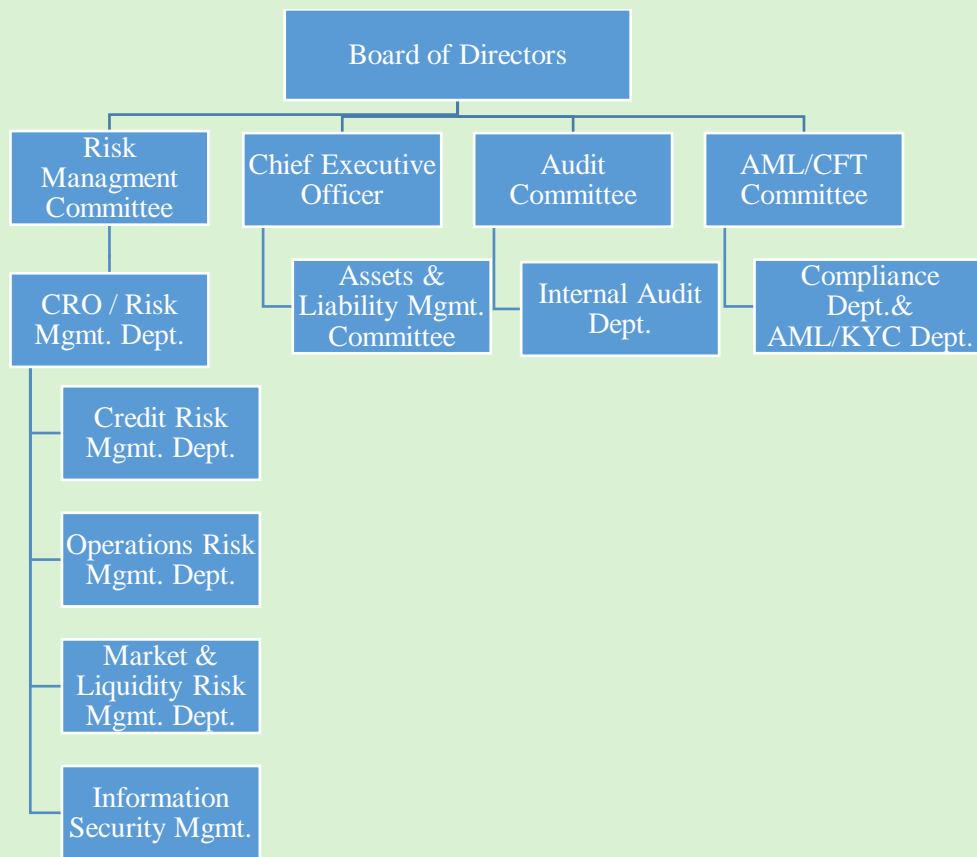 Board of Directors
Risk
Managment
Committee
Chief Executive
Officer
Audit
Committee
AML/CFT
Committee
CRO / Risk
Mgmt. Dept.
Assets &
Liability Mgmt.
Committee
Internal Audit
Dept.
Compliance
Dept.&
AML/KYC Dept.
Credit Risk
Mgmt. Dept.
Operations Risk
Mgmt. Dept.
Market &
Liquidity Risk
Mgmt. Dept.
Information
Security Mgmt.